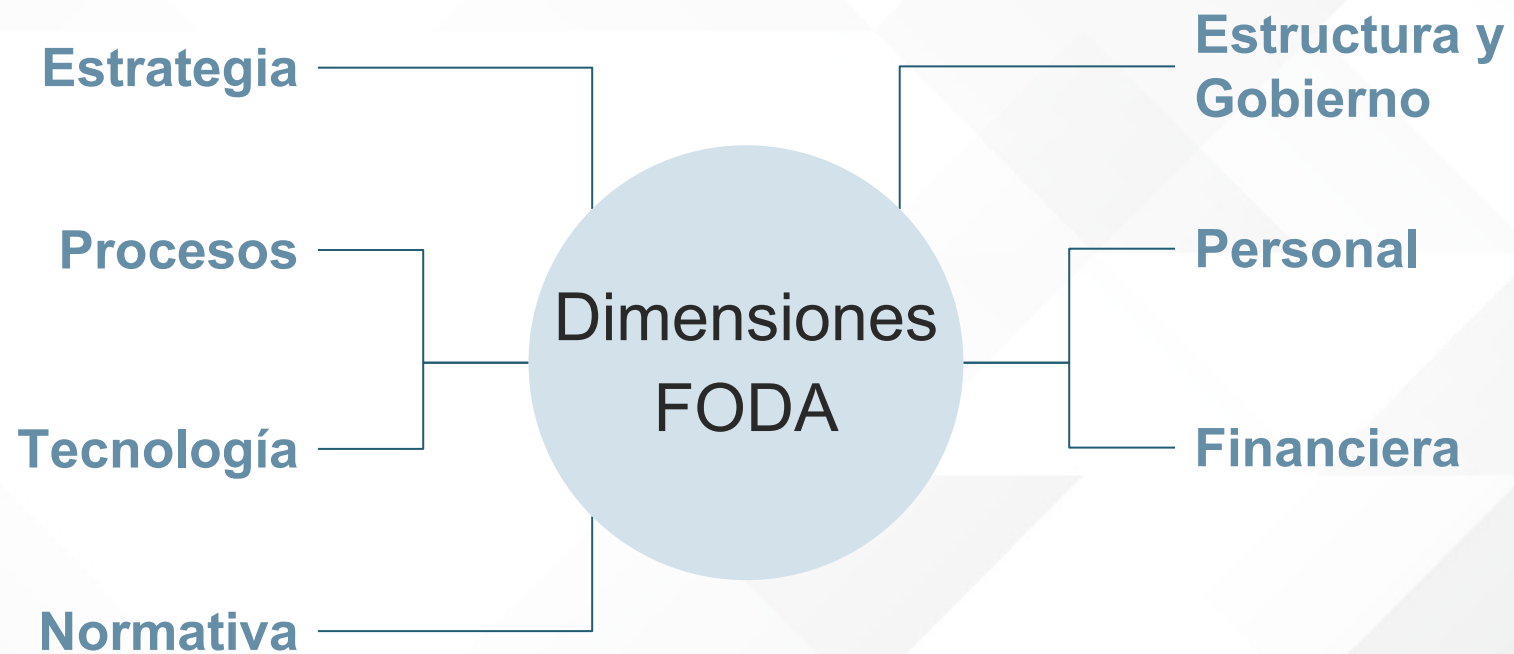 Estrategia
Procesos
Tecnología
Normativa
Dimensiones
FODA
Estructura y
Gobierno
Personal
Financiera